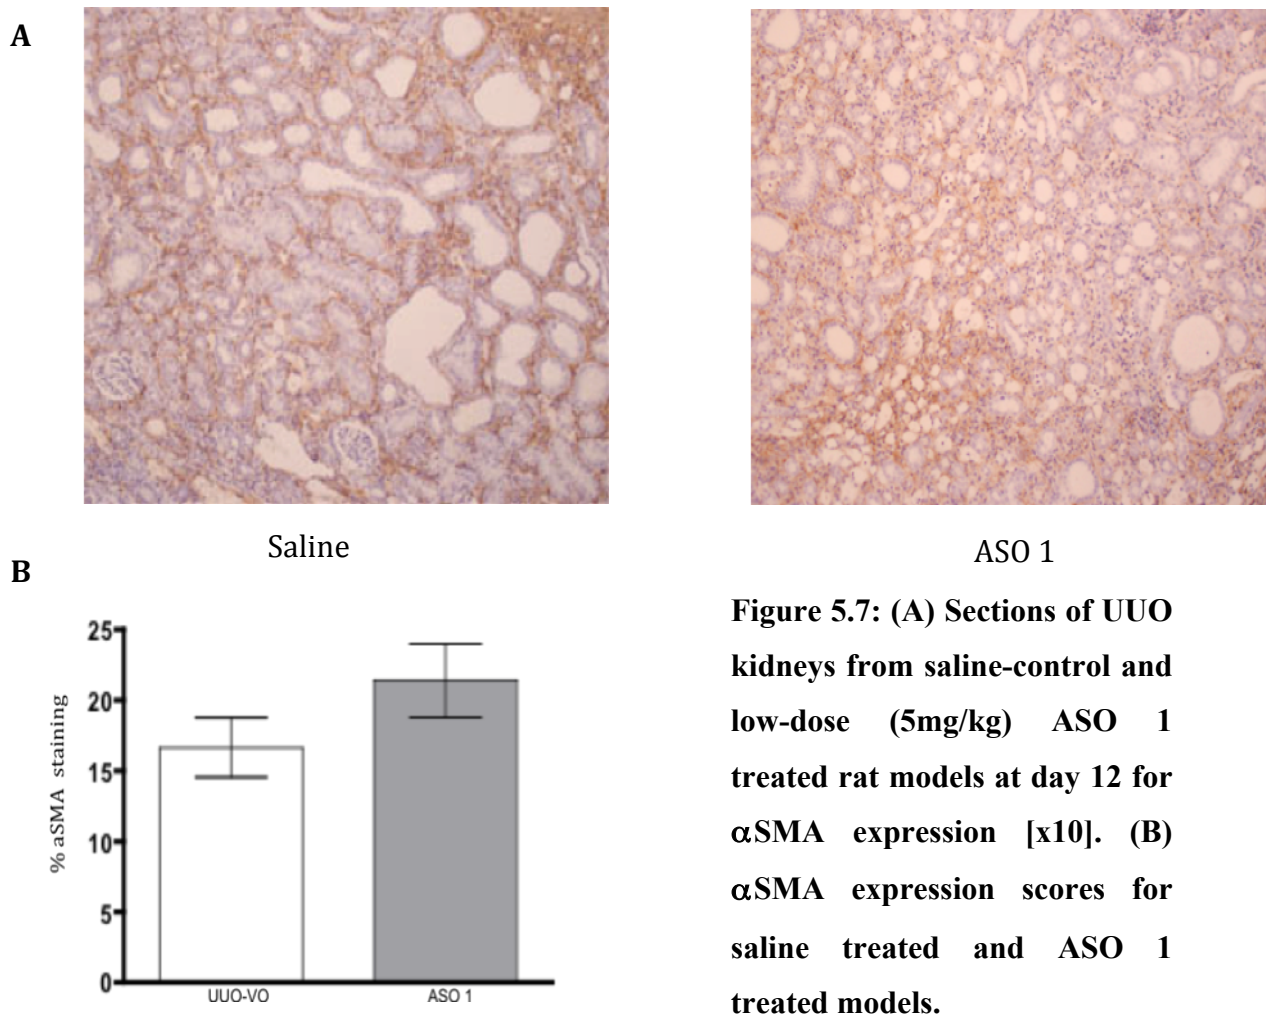 A
Saline
ASO 1
B
25
20
15
10
5
0
% aSMA staining
UUO-VO
ASO 1
Figure 5.7: (A) Sections of UUO
kidneys from saline-control and
low-dose (5mg/kg) ASO 1
treated rat models at day 12 for
αSMA expression [x10]. (B)
αSMA expression scores for
saline treated and ASO 1
treated models.